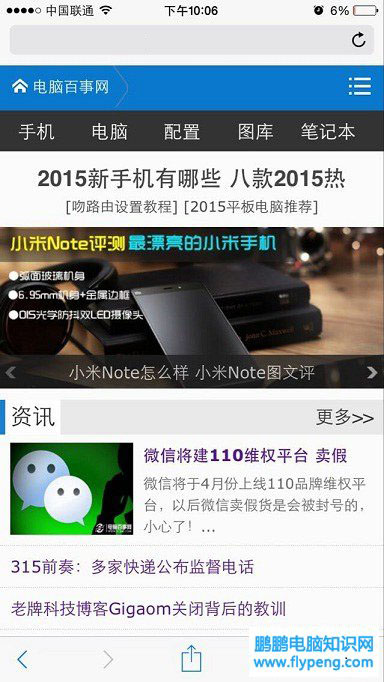 中国联通 下午10:06 6%
电脑百事网
手机 电脑 配置 图库 笔记本
2015新手机有哪些 八款2015热
[吻路由设置教程] [2015平板电脑推荐]
小米Note评测 最漂亮的小米手机
弧面玻璃机身
6.95mm机身+金属边框
OIS光学防抖双LED摄像头
小米Note怎么样 小米Note图文评
资讯 更多>>
微信将建110维权平台 卖假
微信将于4月份上线110品牌维权平
台，以后微信卖假货是会被封号的，
小心了！...
电脑百事网
315前奏：多家快递公布监督电话
老牌科技博客Gigaom关闭背后的教训
鹏鹏电脑知识网
www.flypeng.com